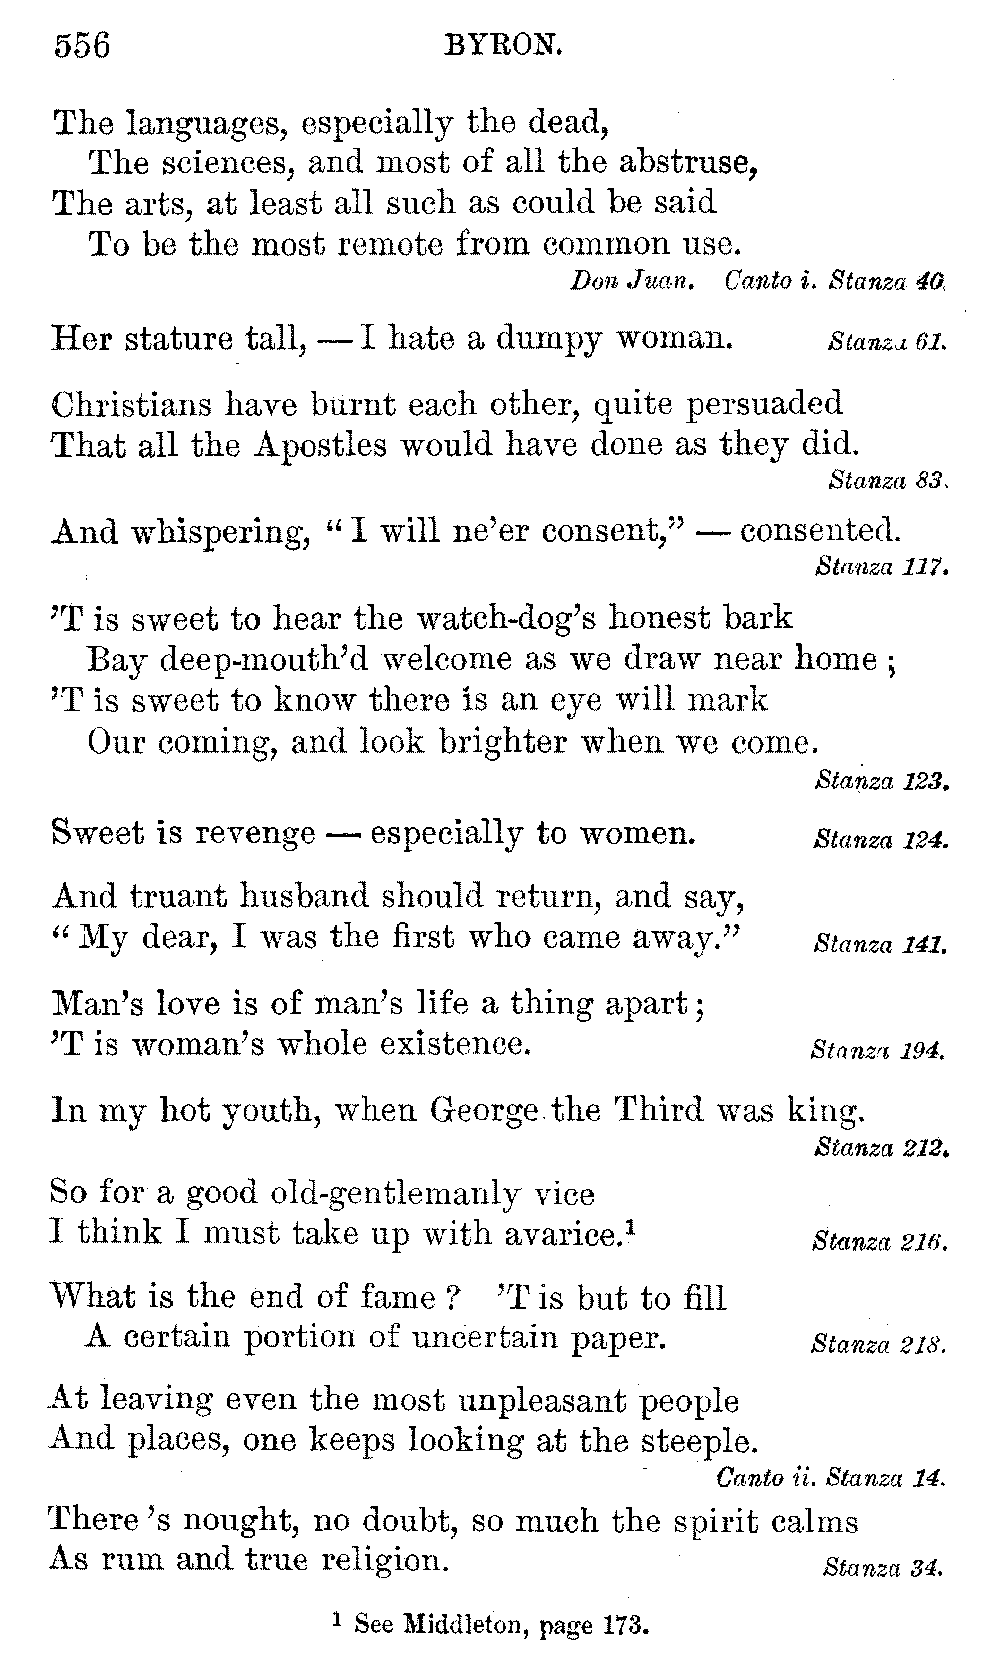 556 BYRON.
The languages, especially the dead,
The sciences, and most of all the abstruse,
The arts, at least all such as could be said
To be the most remote from common use.
Don Juan. Canto i. Stanza 40.
Her stature tall, — I hate a dumpy woman. Stanza 61.
Christians have burnt each other, quite persuaded
That all the Apostles would have done as they did.
Stanza 83.
And whispering, “I will ne’er consent,” — consented.
Stanza 117.
’T is sweet to hear the watch-dog’s honest bark
Bay deep-mouth’d welcome as we draw near home;
’T is sweet to know there is an eye will mark
Our coming, and look brighter when we come.
Stanza 123.
Sweet is revenge — especially to women. Stanza 124.
And truant husband should return, and say,
“My dear, I was the first who came away.” Stanza 141.
Man’s love is of man’s life a thing apart;
’T is woman’s whole existence. Stanza 194.
In my hot youth, when George the Third was king.
Stanza 212.
So for a good old-gentlemanly vice
I think I must take up with avarice.¹ Stanza 216.
What is the end of fame? ’T is but to fill
A certain portion of uncertain paper. Stanza 218.
At leaving even the most unpleasant people
And places, one keeps looking at the steeple.
Canto ii. Stanza 14.
There ’s nought, no doubt, so much the spirit calms
As rum and true religion. Stanza 34.
¹ See Middleton, page 173.